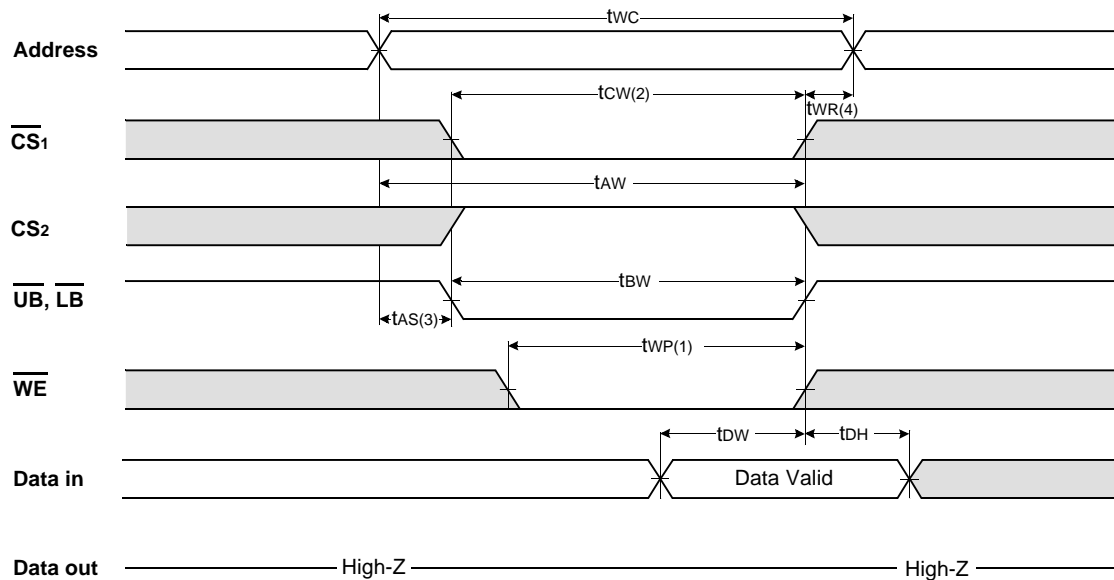 tWC
Address
tCW(2)
tWR(4)
CS1
tAW
CS2
tBW
UB, LB
tAS(3)
tWP(1)
WE
tDW
tDH
Data in
Data Valid
Data out
High-Z
High-Z